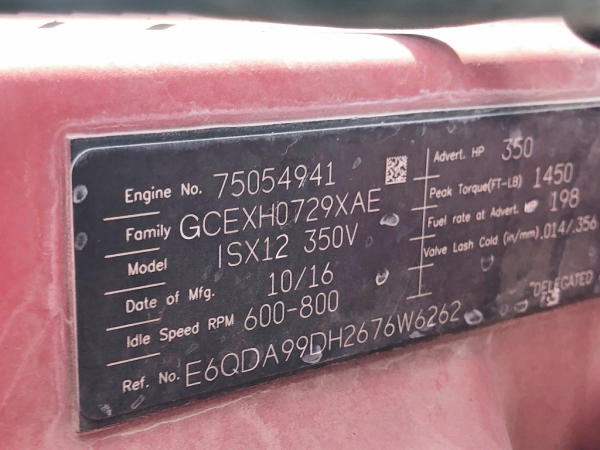 Engine No. 75054941
Family GCEXH0729XAE
Model ISX12 350V
Date of Mfg. 10/16
Idle Speed RPM 600-800
Ref. No. E6QDA99DH2676W6262
Advert. HP 350
Peak Torque(FT-LB) 1450
Fuel rate at Advert. 198
Valve Lash Cold (in/mm) .014/.356
"DELEGATED